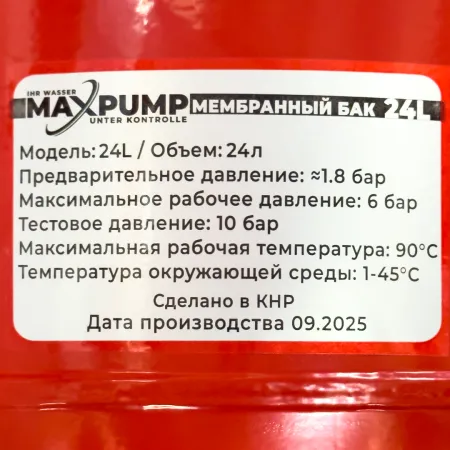 IHR WASSER
MAXPUMP
UNTER KONTROLLE
МЕМБРАННЫЙ БАК 24L
Модель: 24L / Объем: 24л
Предварительное давление: ≈1.8 бар
Максимальное рабочее давление: 6 бар
Тестовое давление: 10 бар
Максимальная рабочая температура: 90°C
Температура окружающей среды: 1-45°C
Сделано в КНР
Дата производства 09.2025